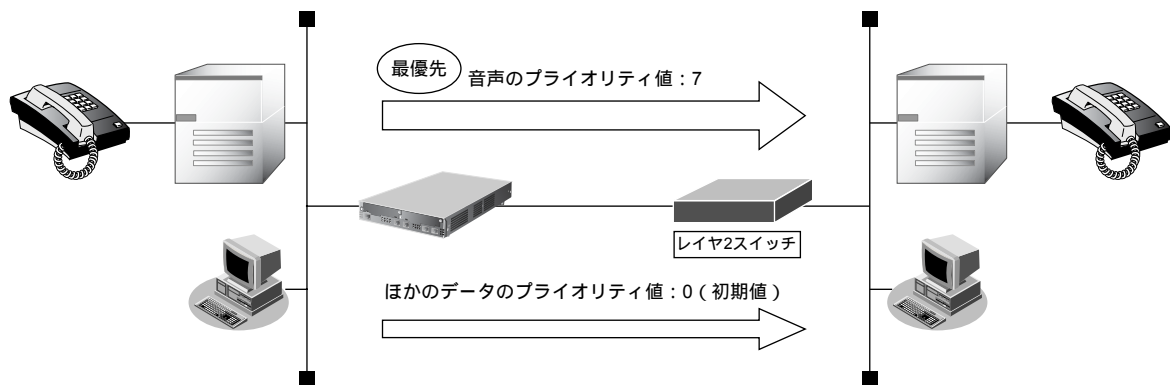 最優先
音声のプライオリティ値：7
レイヤ2スイッチ
ほかのデータのプライオリティ値：0（初期値）